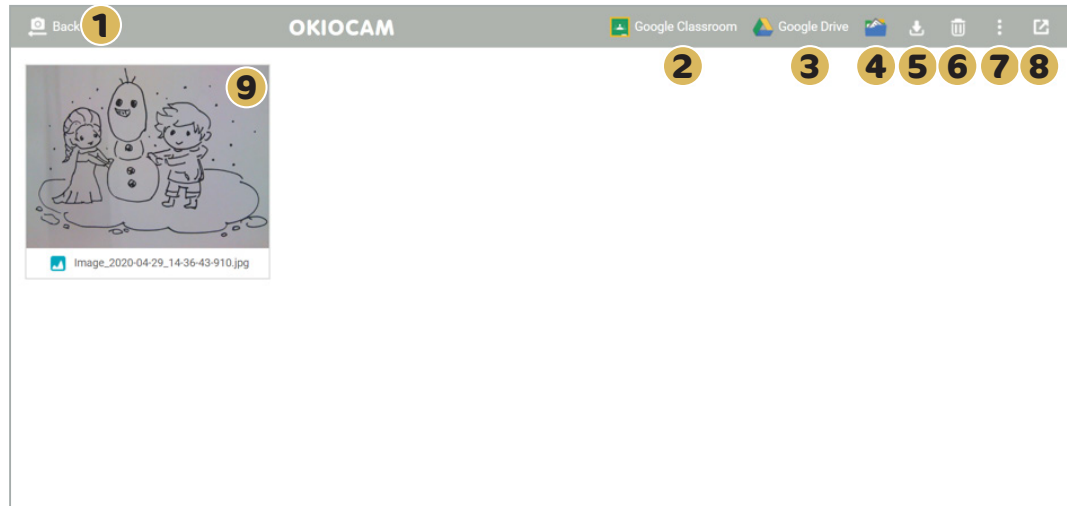 Back 1 OKIOCAM Google Classroom Google Drive
2 3 4 5 6 7 8
9
Image_2020-04-29_14-36-43-910.jpg